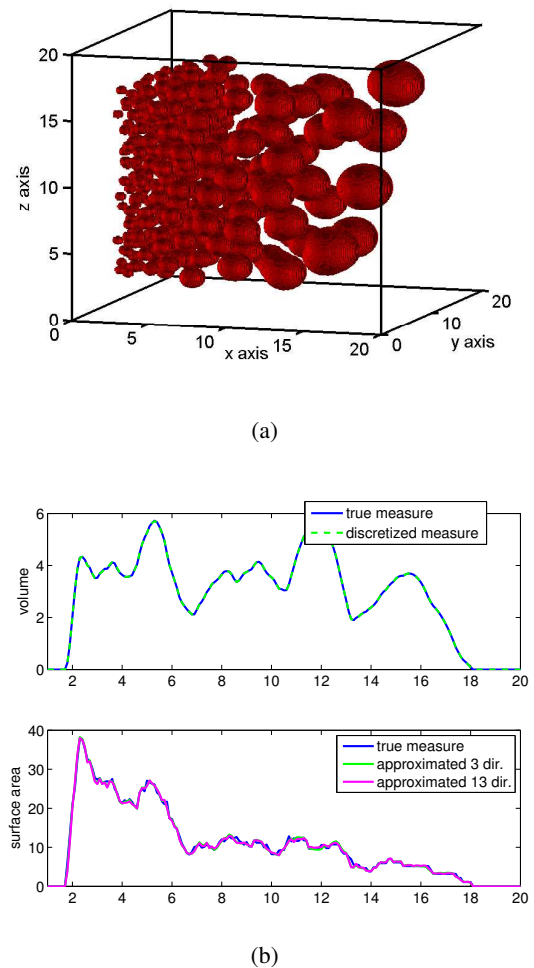 20
15
10
5
0
z axis
0
5
10
15
20
x axis
0
10
20
y axis
(a)
6
4
2
0
volume
true measure
discretized measure
2 4 6 8 10 12 14 16 18 20
40
30
20
10
0
surface area
true measure
approximated 3 dir.
approximated 13 dir.
2 4 6 8 10 12 14 16 18 20
(b)